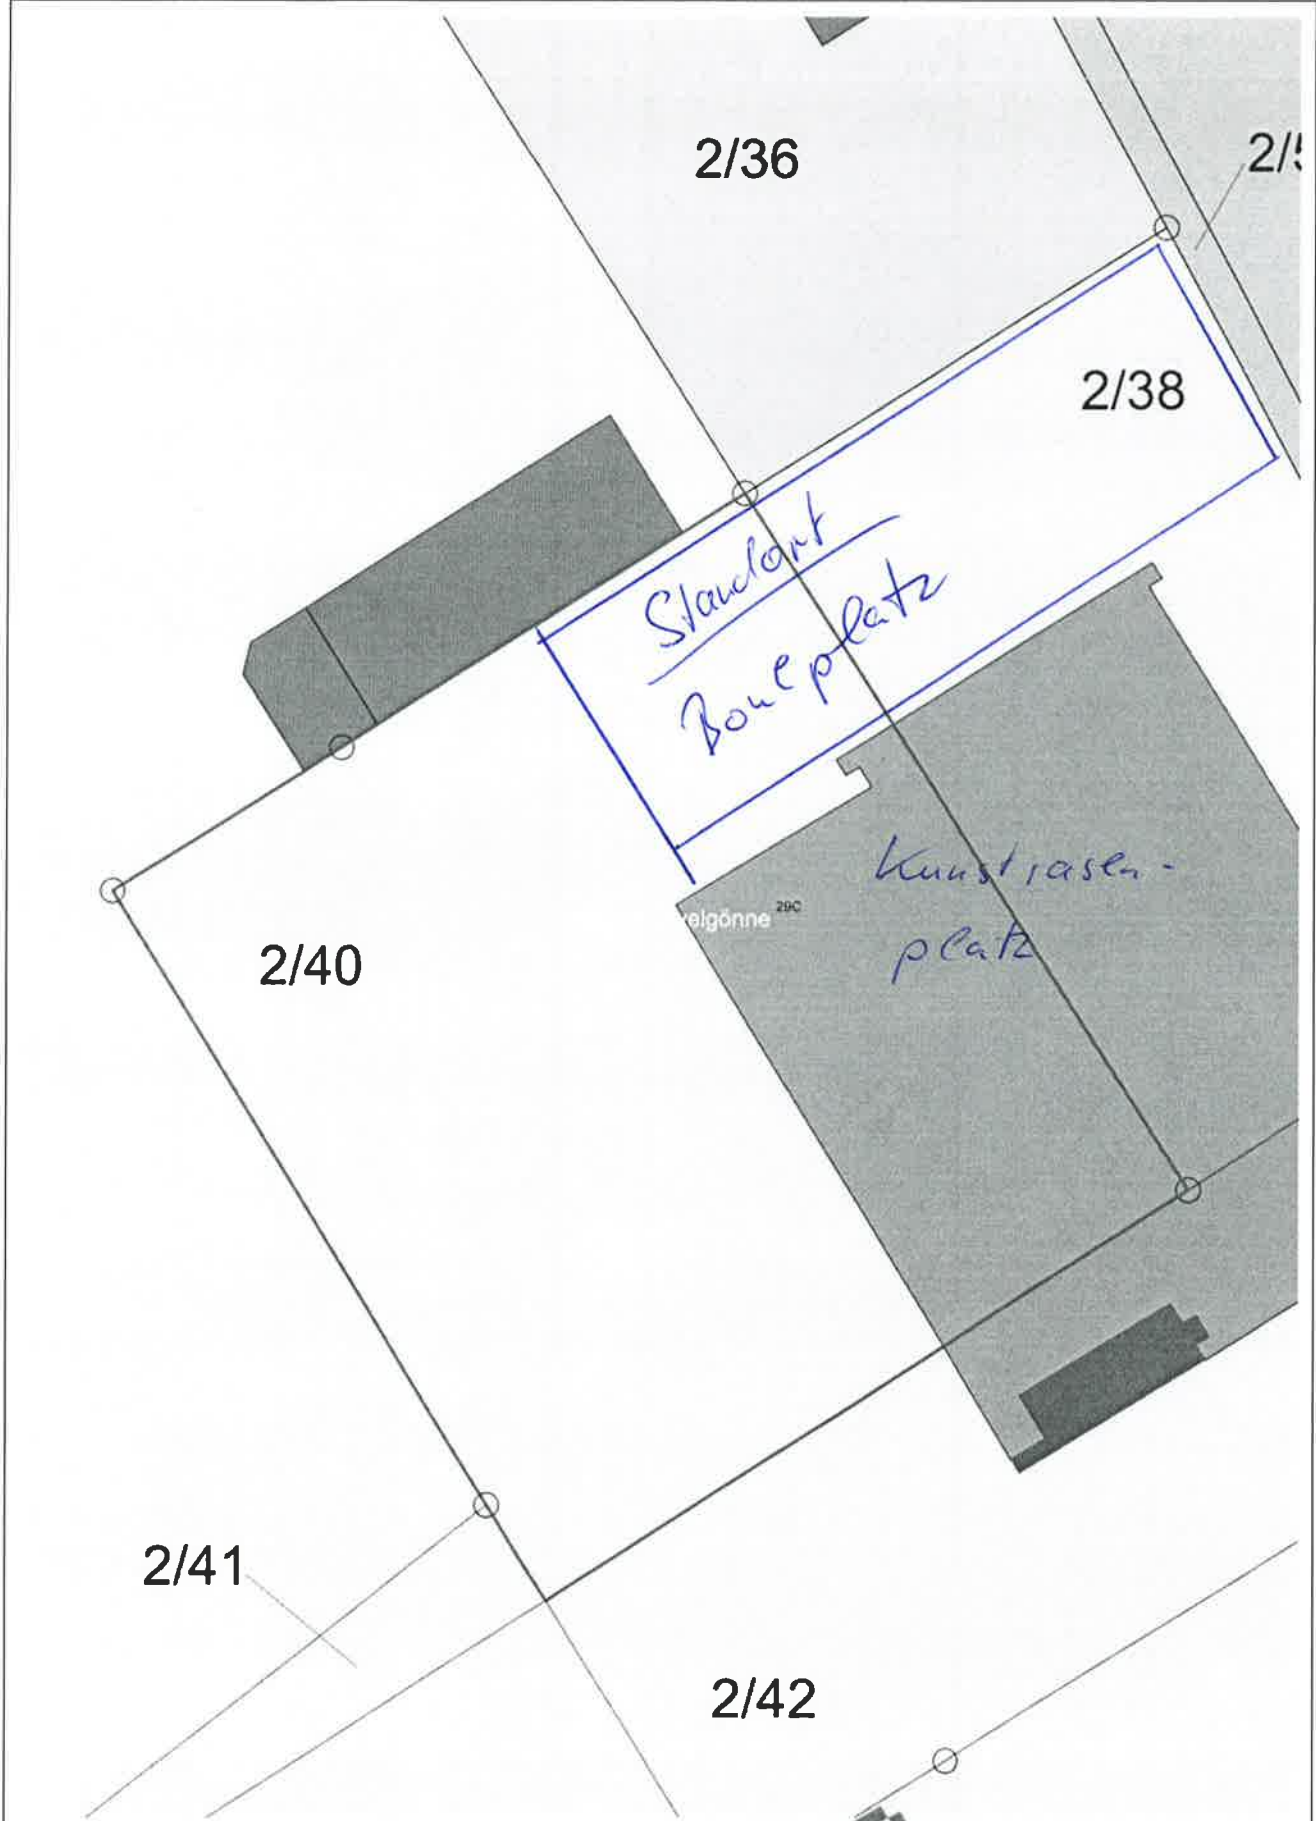 2/36
2/5
2/38
Standort
Bouleplatz
Kunstrasen-
platz
elgönne 29C
2/40
2/41
2/42